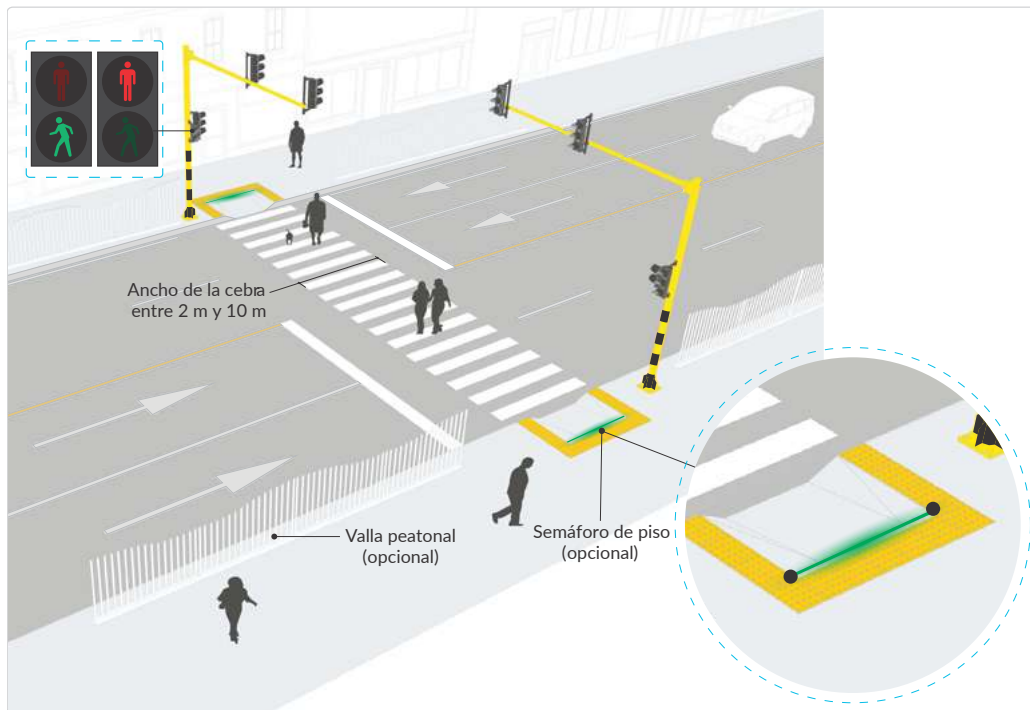 Ancho de la cebra
entre 2 m y 10 m
Valla peatonal
(opcional)
Semáforo de piso
(opcional)